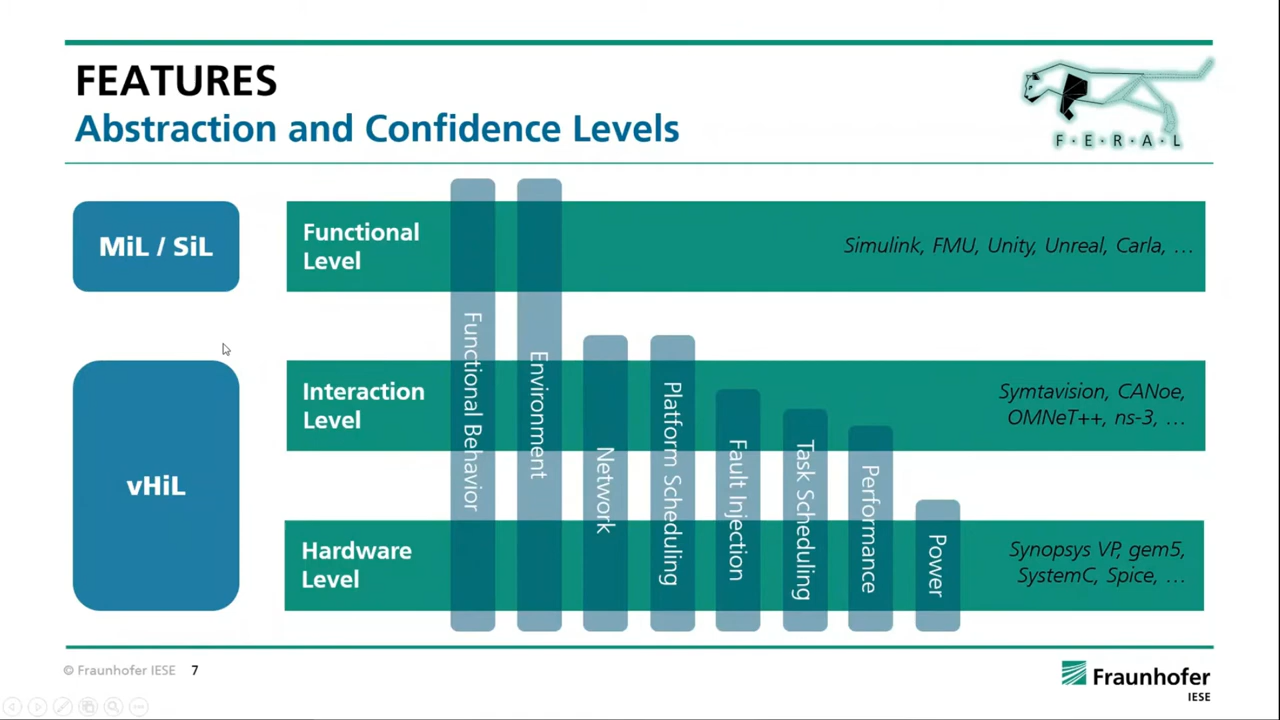 FEATURES
Abstraction and Confidence Levels
F·E·R·A·L
MiL / SiL
Functional
Level
Simulink, FMU, Unity, Unreal, Carla, ...
vHiL
Interaction
Level
Symtavision, CANoe,
OMNeT++, ns-3, ...
Hardware
Level
Synopsys VP, gem5,
SystemC, Spice, ...
Functional Behavior
Environment
Network
Platform Scheduling
Fault Injection
Task Scheduling
Performance
Power
© Fraunhofer IESE 7
Fraunhofer
IESE